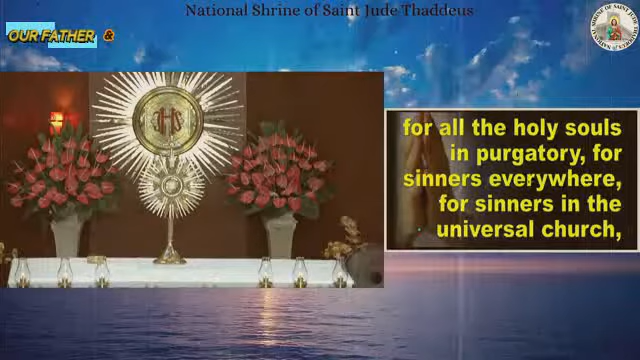 National Shrine of Saint Jude Thaddeus
OUR FATHER &
IHS
for all the holy souls
in purgatory, for
sinners everywhere,
for sinners in the
universal church,